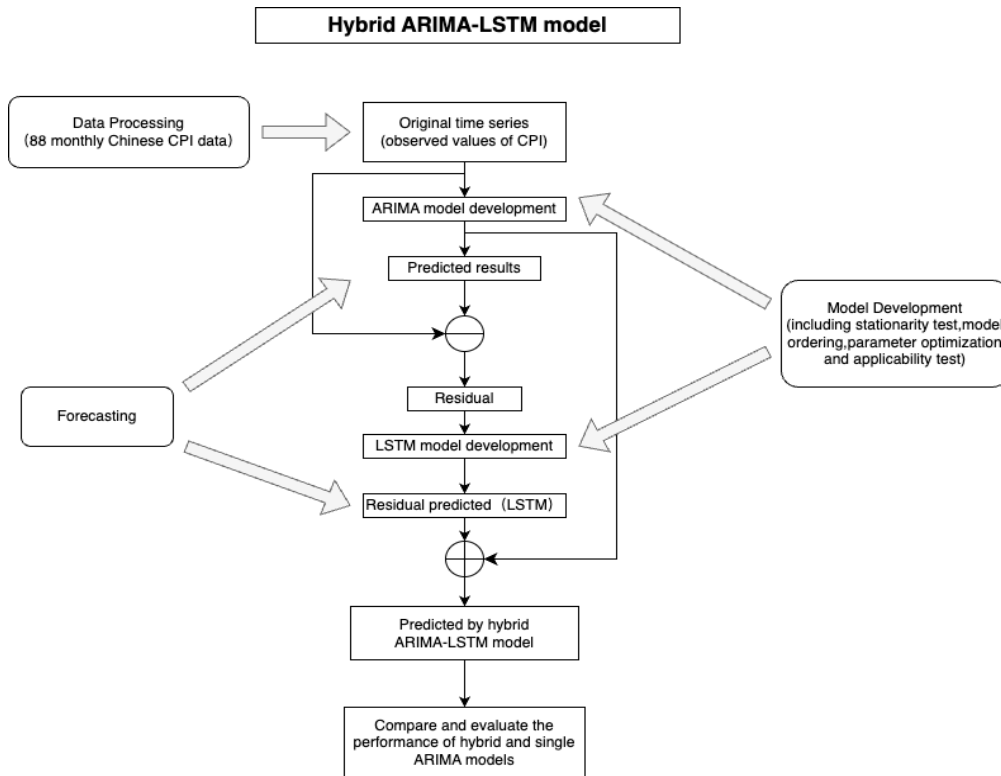 Hybrid ARIMA-LSTM model
Data Processing
(88 monthly Chinese CPI data)
Original time series
(observed values of CPI)
ARIMA model development
Predicted results
Model Development
(including stationarity test,model
ordering,parameter optimization
and applicability test)
Forecasting
Residual
LSTM model development
Residual predicted (LSTM)
Predicted by hybrid
ARIMA-LSTM model
Compare and evaluate the
performance of hybrid and single
ARIMA models